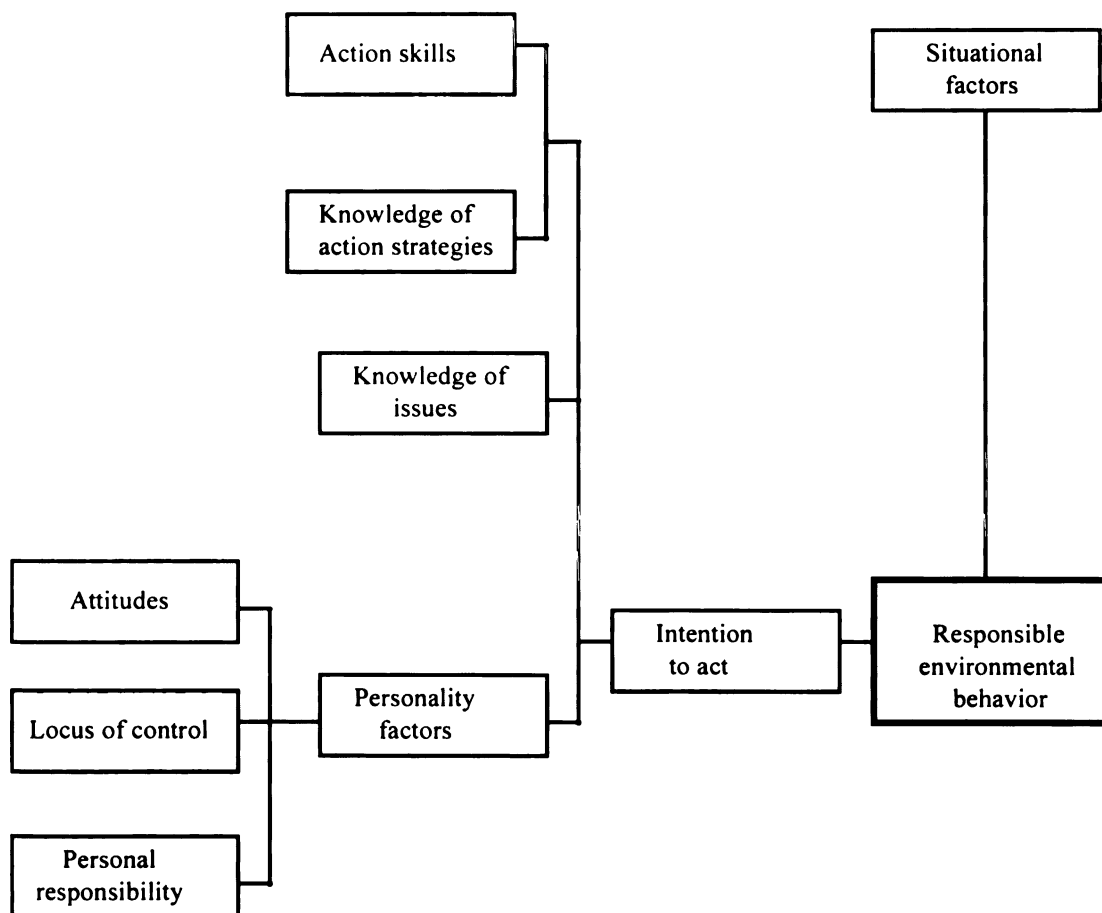 Action skills
Situational
factors
Knowledge of
action strategies
Knowledge of
issues
Attitudes
Locus of control
Personal
responsibility
Personality
factors
Intention
to act
Responsible
environmental
behavior